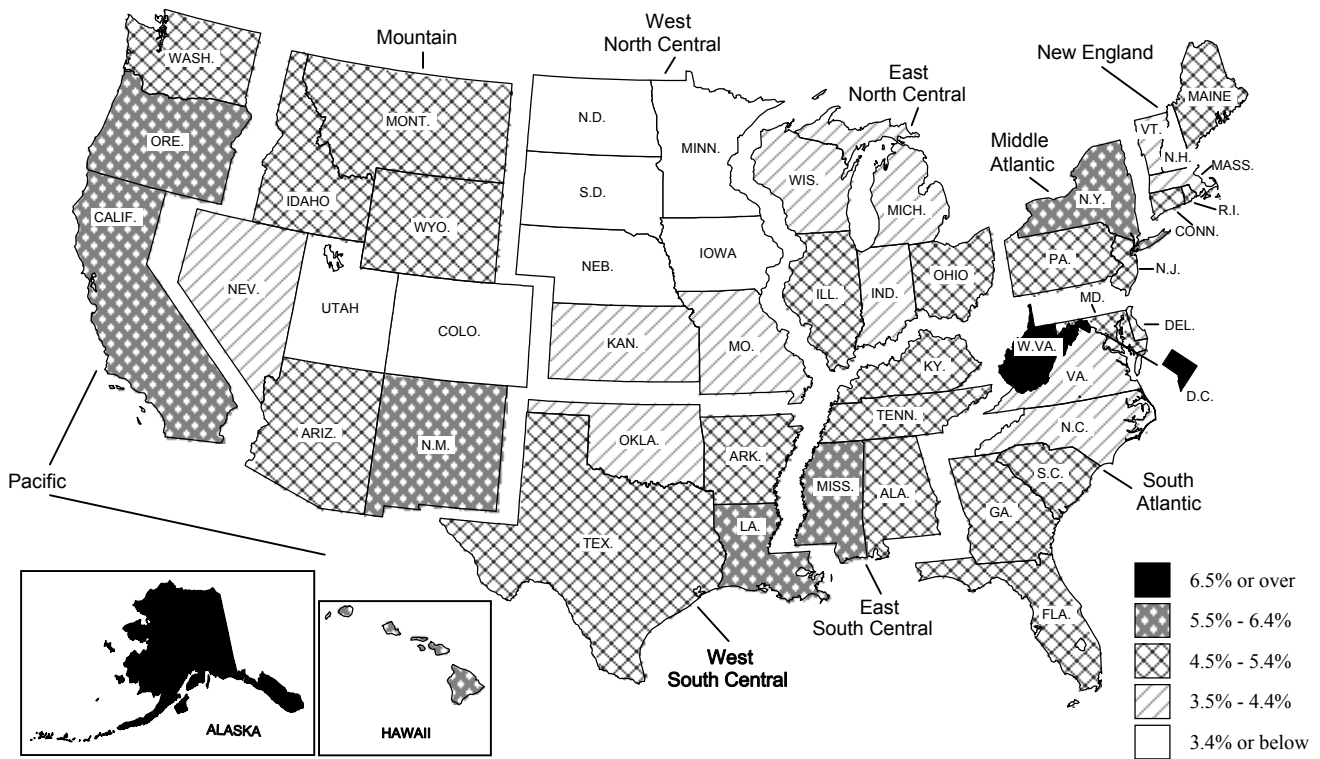 West
North Central
Mountain
New England
East
North Central
WASH.
MONT.
N.D.
MINN.
MAINE
VT.
ORE.
Middle
Atlantic
N.H.
MASS.
IDAHO
S.D.
WIS.
MICH.
N.Y.
R.I.
CALIF.
WYO.
CONN.
IOWA
PA.
NEB.
OHIO
N.J.
NEV.
UTAH
ILL.
IND.
MD.
COLO.
DEL.
KAN.
MO.
W.VA.
KY.
VA.
D.C.
TENN.
N.C.
ARIZ.
N.M.
OKLA.
ARK.
S.C.
Pacific
MISS.
ALA.
South
Atlantic
GA.
LA.
TEX.
FLA.
East
South Central
West
South Central
ALASKA
HAWAII
6.5% or over
5.5% - 6.4%
4.5% - 5.4%
3.5% - 4.4%
3.4% or below